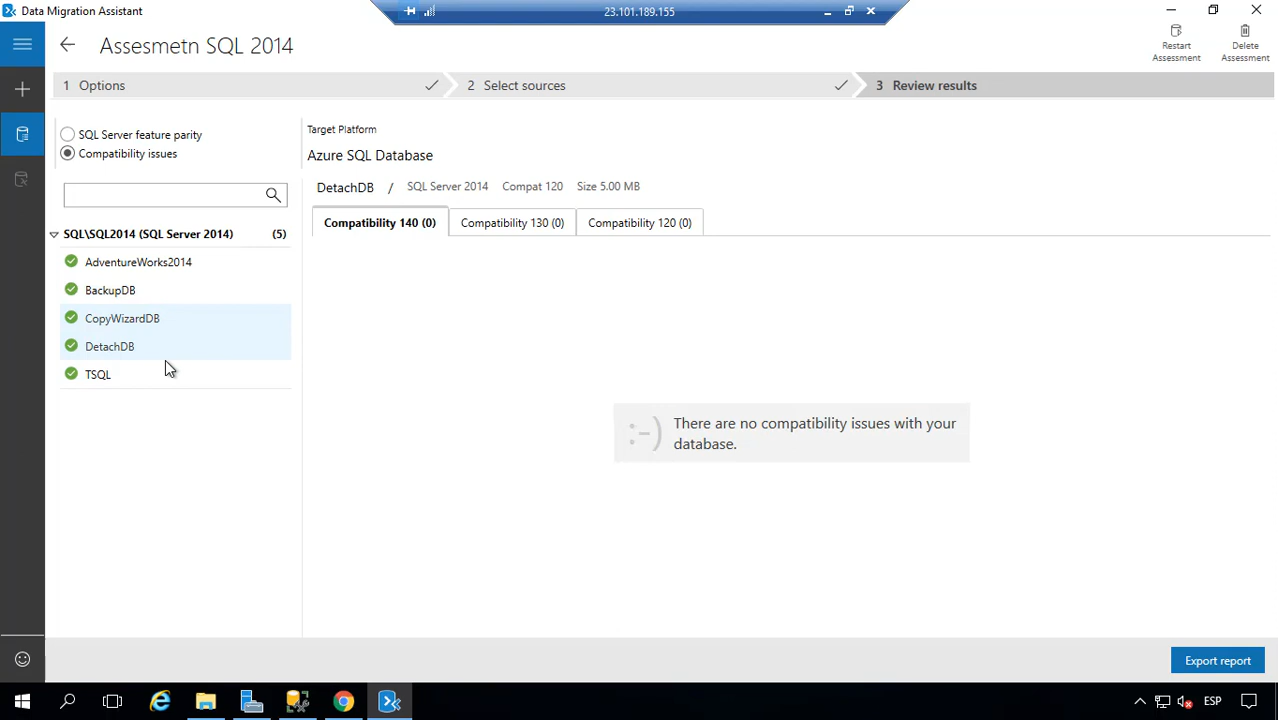 Data Migration Assistant
23.101.189.155
Assesmetn SQL 2014
Restart
Assessment
Delete
Assessment
1 Options
2 Select sources
3 Review results
SQL Server feature parity
Compatibility issues
Target Platform
Azure SQL Database
DetachDB / SQL Server 2014 Compat 120 Size 5.00 MB
Compatibility 140 (0) Compatibility 130 (0) Compatibility 120 (0)
SQL\SQL2014 (SQL Server 2014) (5)
AdventureWorks2014
BackupDB
CopyWizardDB
DetachDB
TSQL
:-) There are no compatibility issues with your
database.
Export report
ESP